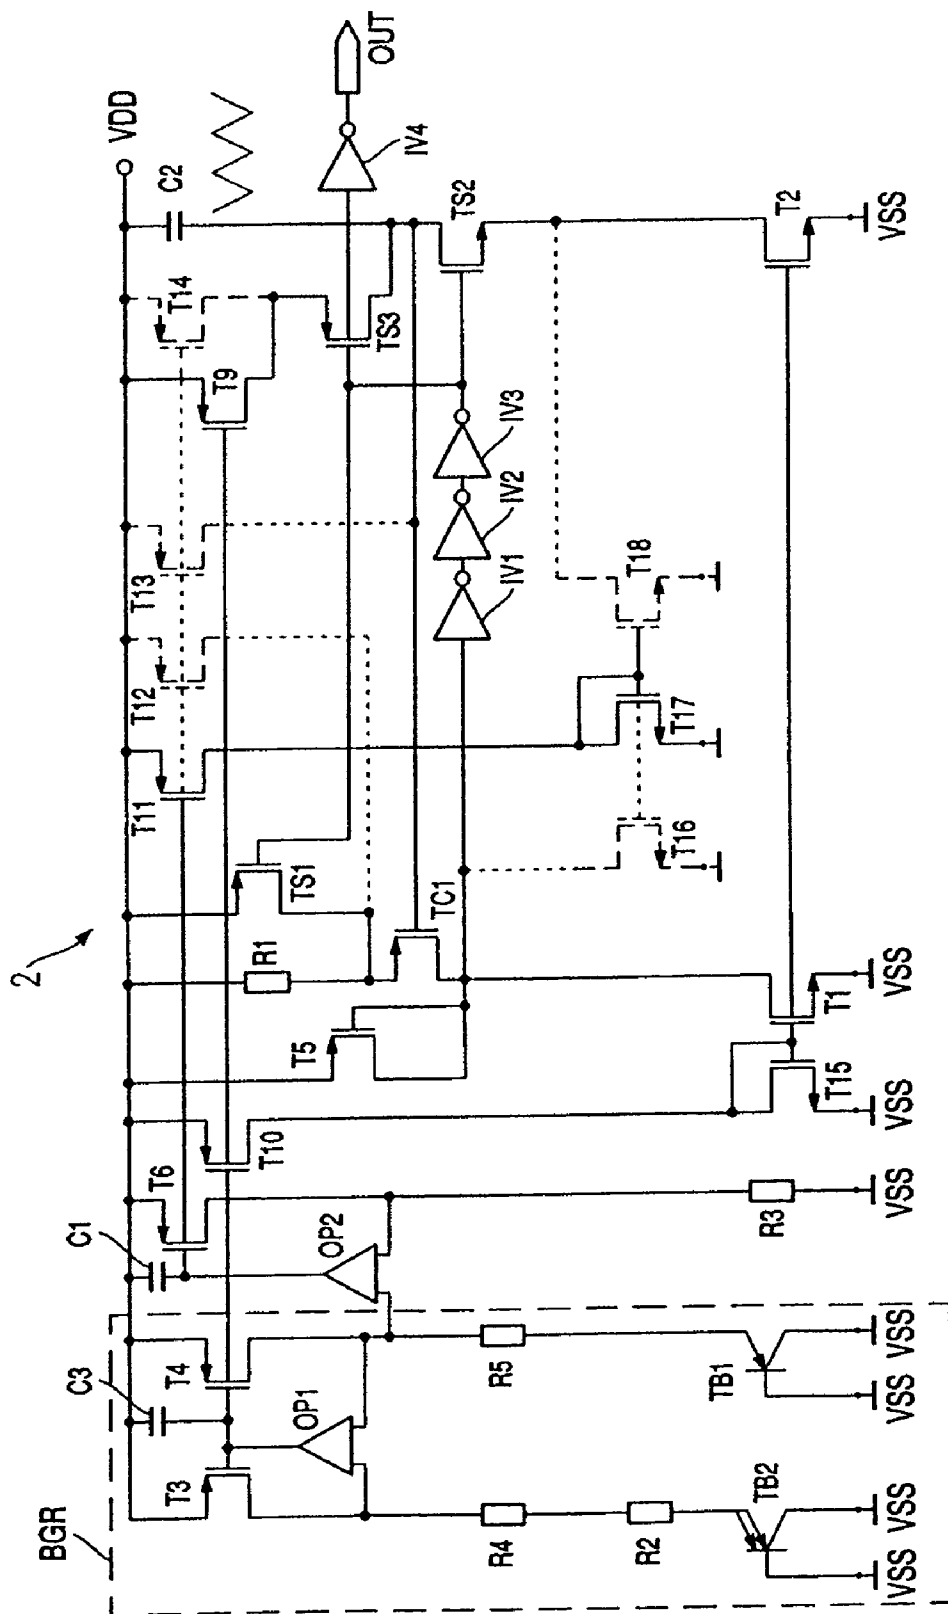 2
VDD
OUT
C2
T14
T9
TS3
IV4
T13
T12
T11
TS1
R1
TC1
T5
T10
T6
C1
OP2
C3
T4
T3
OP1
BGR
IV1
IV2
IV3
TS2
T2
VSS
T18
T17
T16
T1
VSS
T15
VSS
R3
VSS
R5
TB1
VSS
VSS
R4
R2
TB2
VSS
VSS